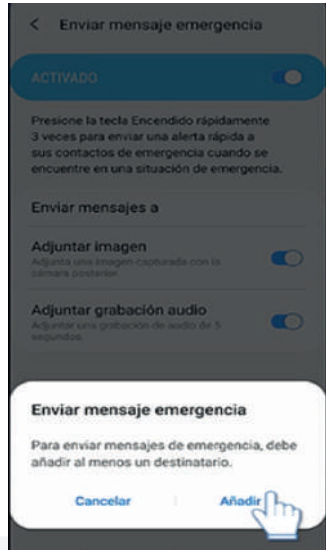 < Enviar mensaje emergencia
ACTIVADO
Presione la tecla Encendido rápidamente
3 veces para enviar una alerta rápida a
sus contactos de emergencia cuando se
encuentre en una situación de emergencia.
Enviar mensajes a
Adjuntar imagen
Adjunta una imagen capturada con la
cámara posterior.
Adjuntar grabación audio
Adjuntar una grabación de audio de 5
segundos.
Enviar mensaje emergencia
Para enviar mensajes de emergencia, debe
añadir al menos un destinatario.
Cancelar Añadir